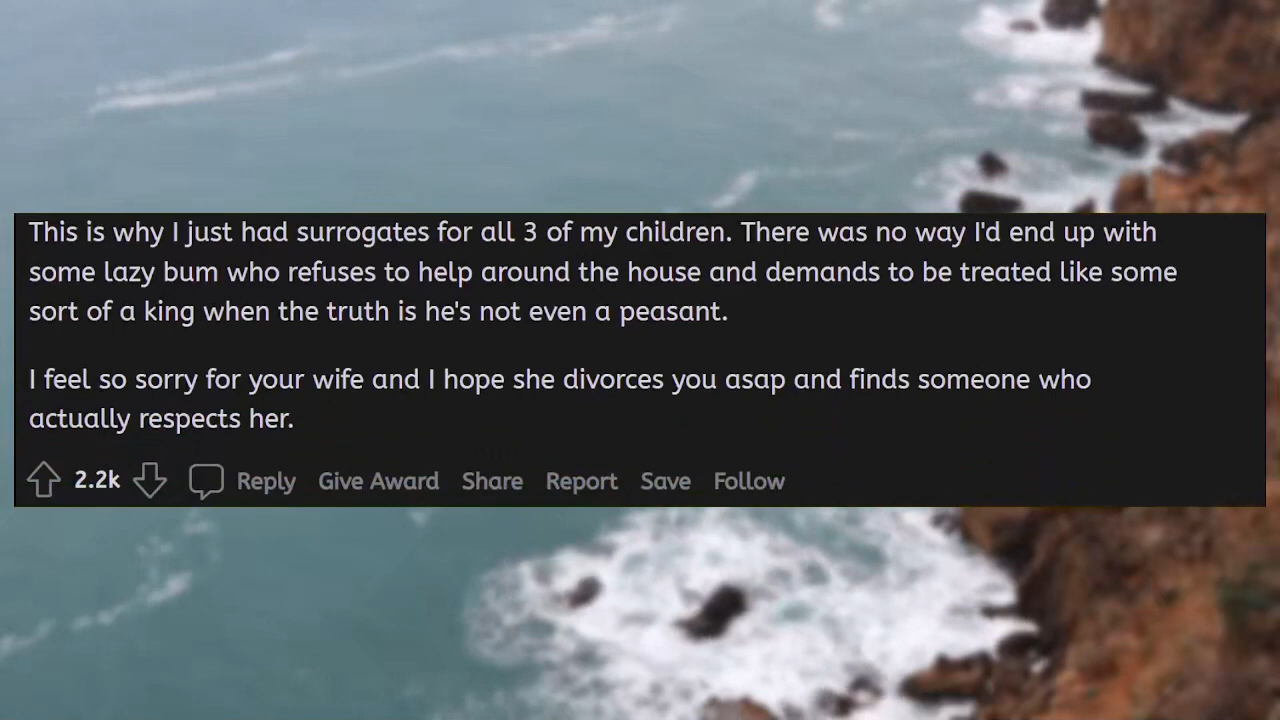 This is why I just had surrogates for all 3 of my children. There was no way I'd end up with
some lazy bum who refuses to help around the house and demands to be treated like some
sort of a king when the truth is he's not even a peasant.
I feel so sorry for your wife and I hope she divorces you asap and finds someone who
actually respects her.
2.2k Reply Give Award Share Report Save Follow